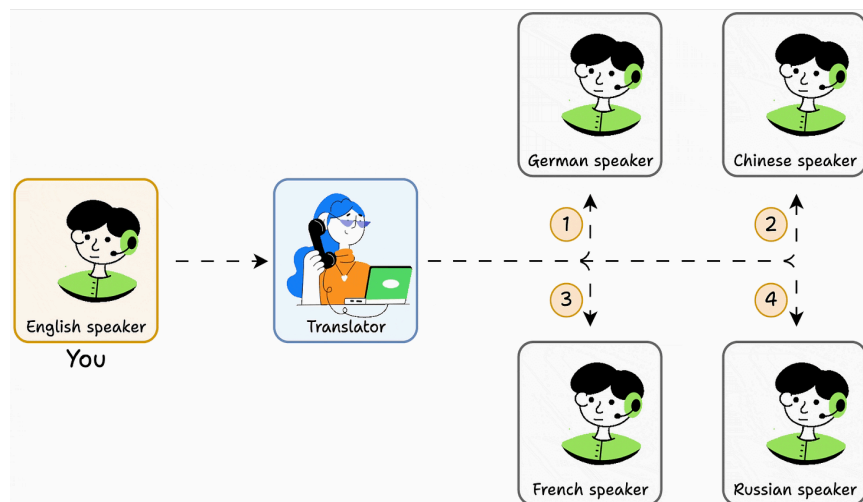 German speaker
Chinese speaker
1
2
English speaker
You
Translator
3
4
French speaker
Russian speaker